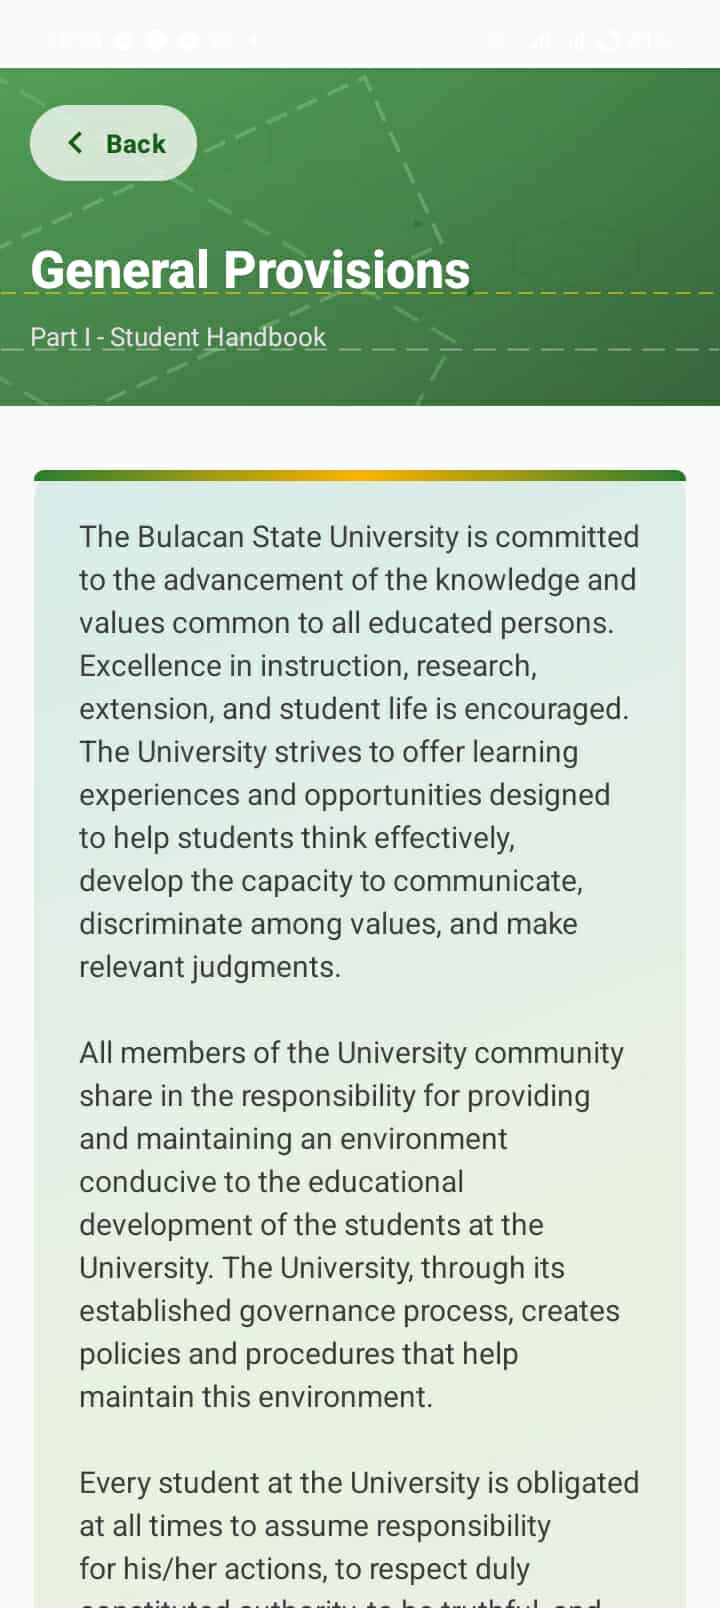 Back
General Provisions
Part I - Student Handbook
The Bulacan State University is committed
to the advancement of the knowledge and
values common to all educated persons.
Excellence in instruction, research,
extension, and student life is encouraged.
The University strives to offer learning
experiences and opportunities designed
to help students think effectively,
develop the capacity to communicate,
discriminate among values, and make
relevant judgments.
All members of the University community
share in the responsibility for providing
and maintaining an environment
conducive to the educational
development of the students at the
University. The University, through its
established governance process, creates
policies and procedures that help
maintain this environment.
Every student at the University is obligated
at all times to assume responsibility
for his/her actions, to respect duly
constituted authority, to be truthful, and